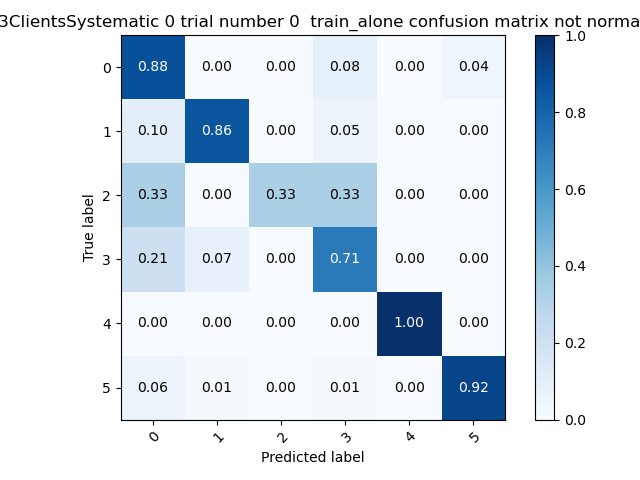 3ClientsSystematic 0 trial number 0  train_alone confusion matrix not norma
1.0
0 0.88 0.00 0.00 0.08 0.00 0.04
0.8
1 0.10 0.86 0.00 0.05 0.00 0.00
2 0.33 0.00 0.33 0.33 0.00 0.00
0.6
True label
3 0.21 0.07 0.00 0.71 0.00 0.00
0.4
4 0.00 0.00 0.00 0.00 1.00 0.00
0.2
5 0.06 0.01 0.00 0.01 0.00 0.92
0.0
0 1 2 3 4 5
Predicted label